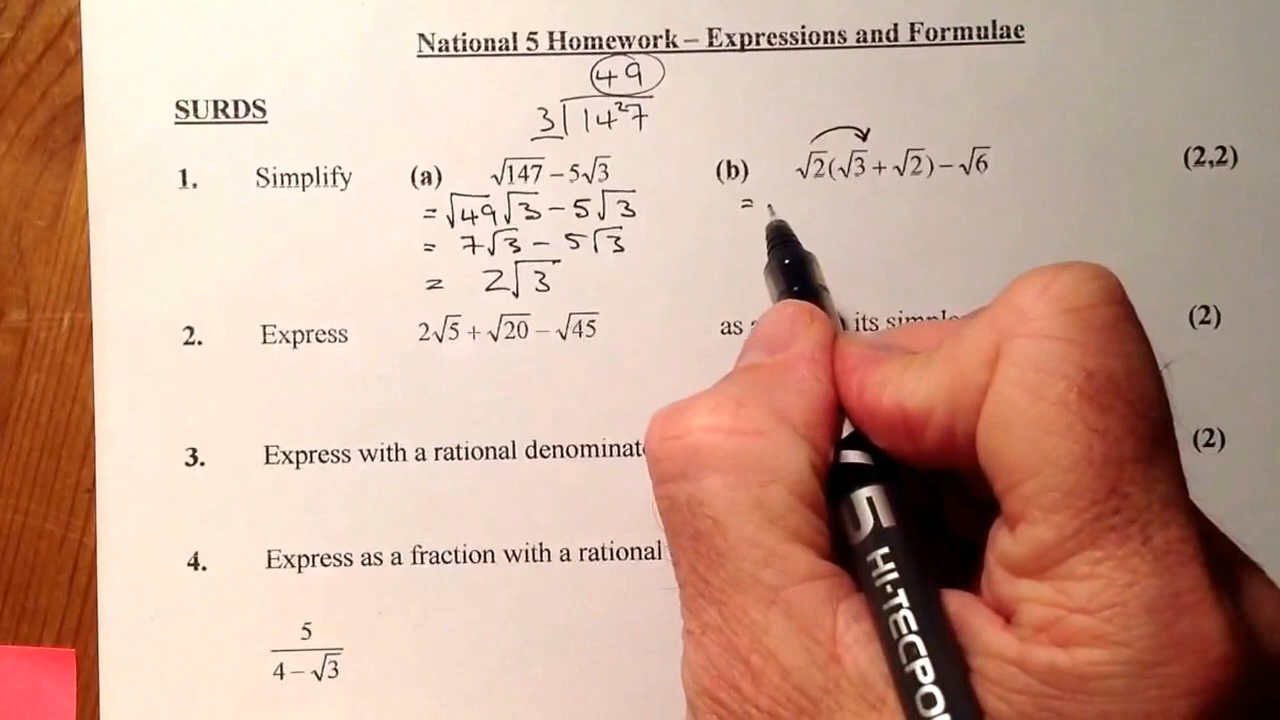 National 5 Homework – Expressions and Formulae
49
3 14²7
SURDS
1. Simplify (a) √147 − 5√3 (b) √2(√3 + √2) − √6 (2,2)
= √49√3 − 5√3 =
= 7√3 − 5√3
= 2√3
2. Express 2√5 + √20 − √45 as its (2)
3. Express with a rational (2)
4. Express as a fraction with a rational
5
4 − √3
V5 HI-TECPO